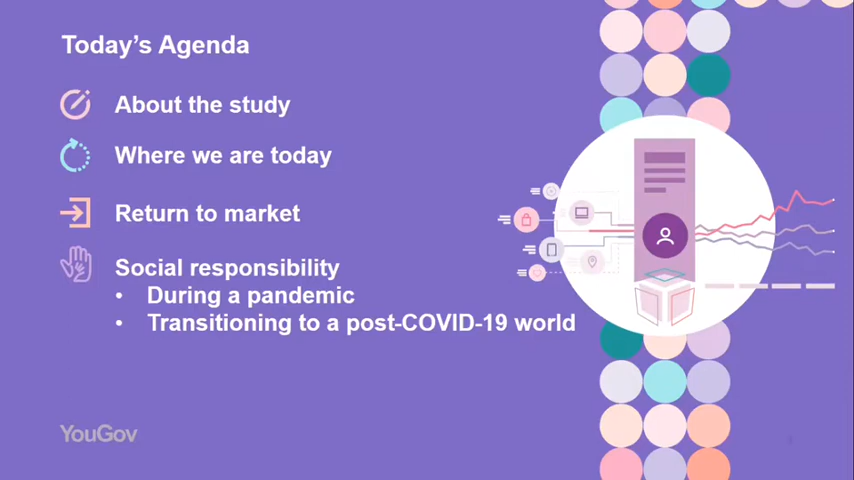 Today's Agenda
About the study
Where we are today
Return to market
Social responsibility
• During a pandemic
• Transitioning to a post-COVID-19 world
YouGov